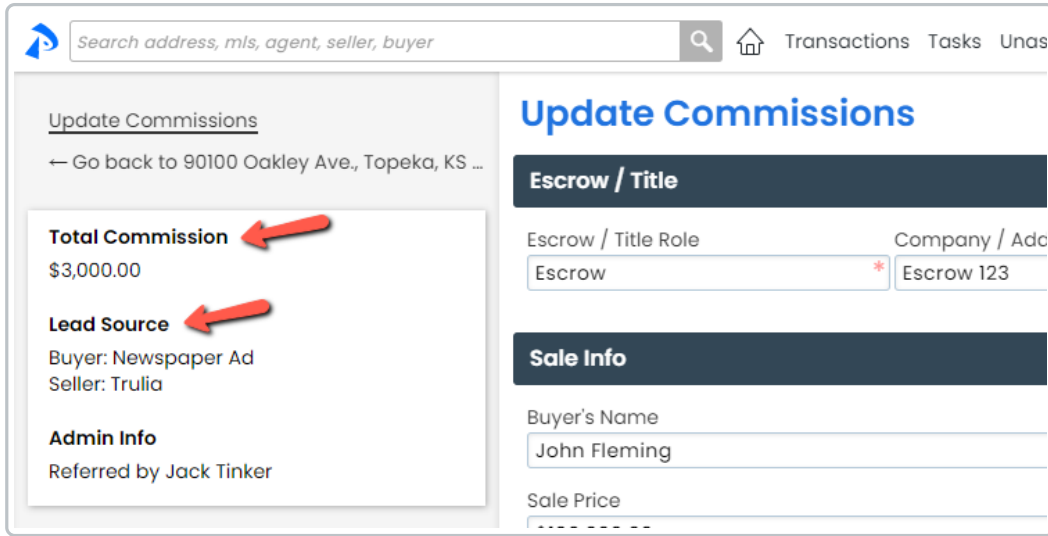 Search address, mls, agent, seller, buyer
Transactions Tasks
Update Commissions
← Go back to 90100 Oakley Ave., Topeka, KS ...
Total Commission
$3,000.00
Lead Source
Buyer: Newspaper Ad
Seller: Trulia
Admin Info
Referred by Jack Tinker
Update Commissions
Escrow / Title
Escrow / Title Role
Escrow
*
Company /
Escrow 123
Sale Info
Buyer's Name
John Fleming
Sale Price